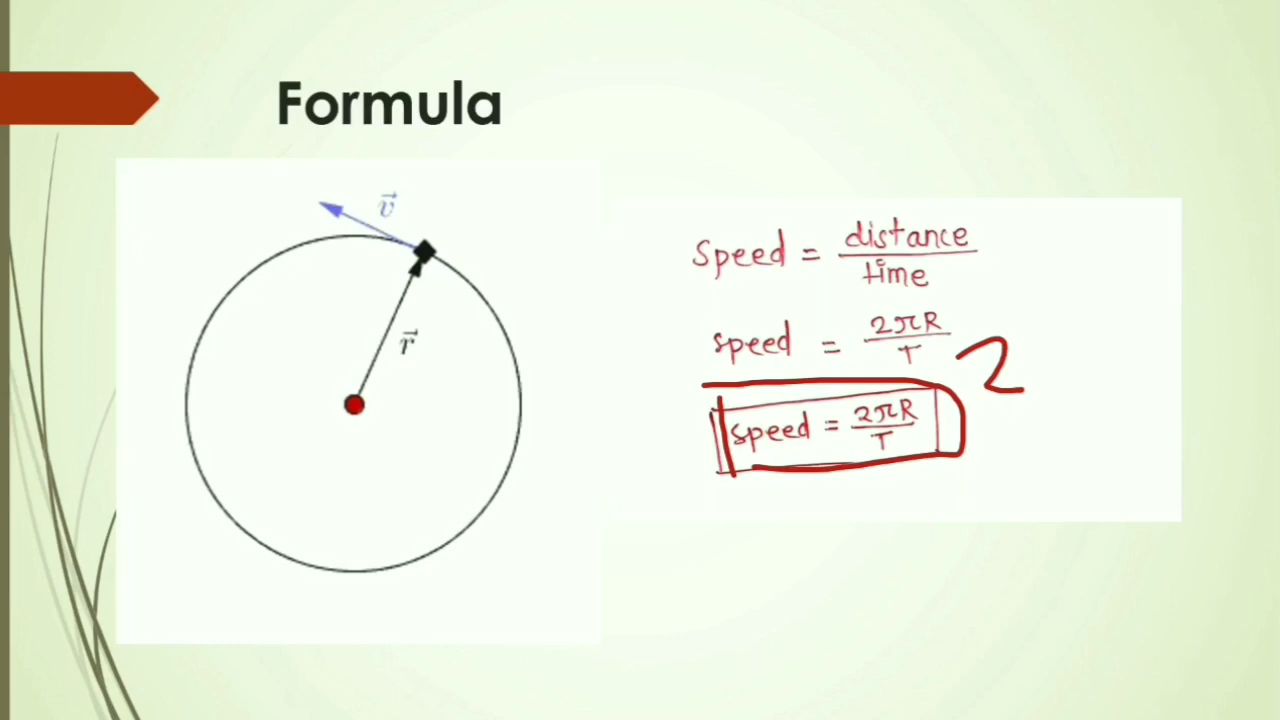 Formula
v⃗
r⃗
Speed = distance/time
speed = 2πR/T
2
speed = 2πR/T